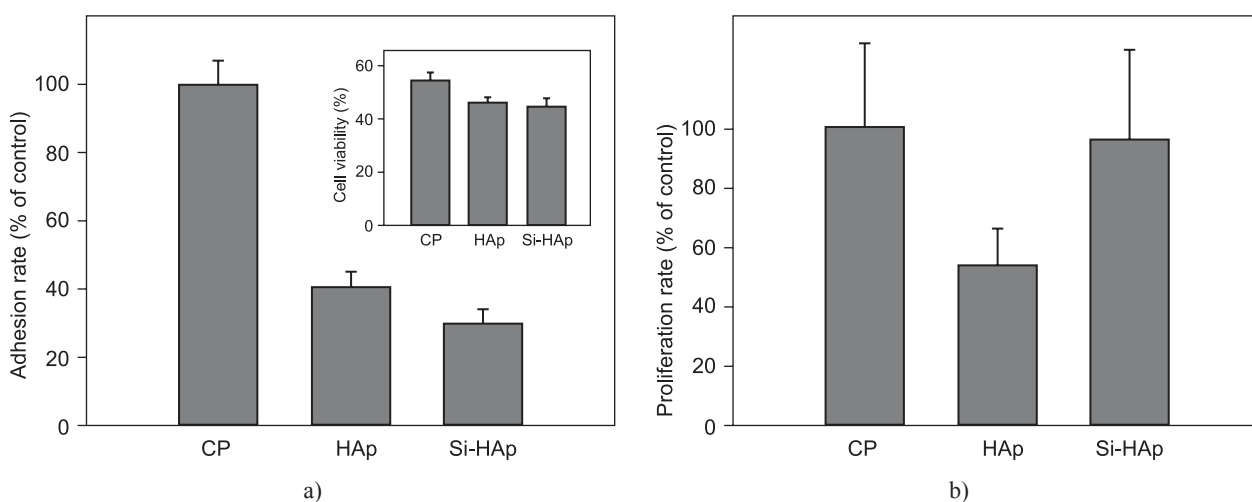 Adhesion rate (% of control)
100
80
60
40
20
0
CP HAp Si-HAp
Cell viability (%)
60
40
20
0
CP HAp Si-HAp
a)
Proliferation rate (% of control)
100
80
60
40
20
0
CP HAp Si-HAp
b)